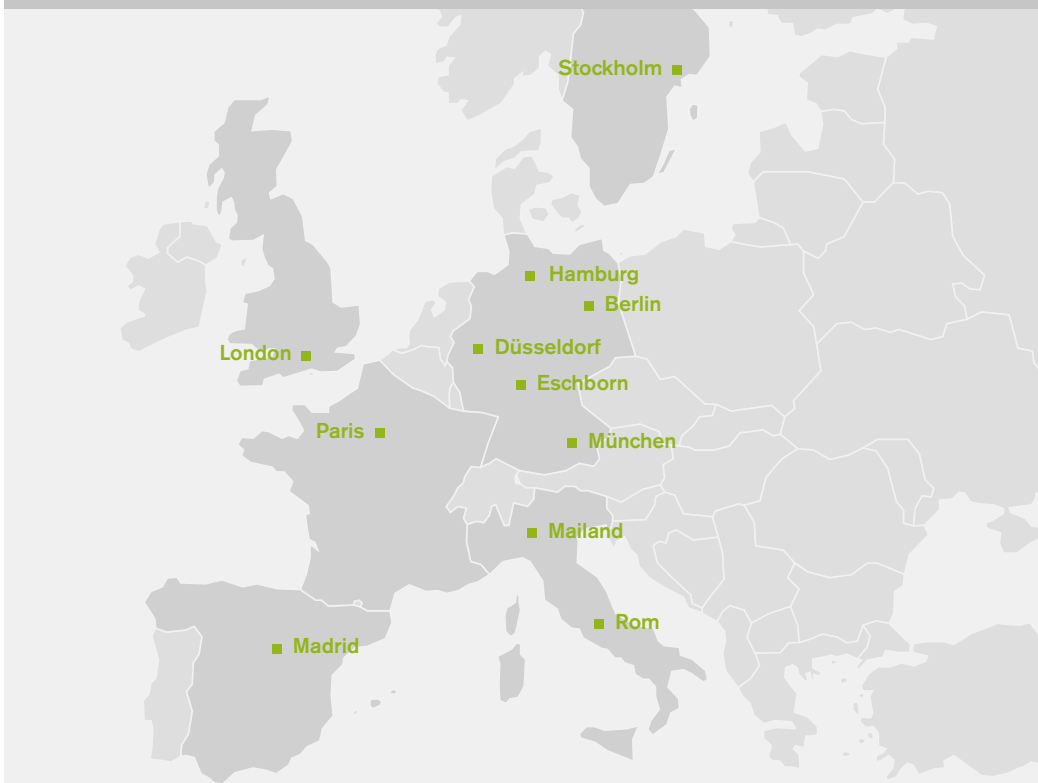 Stockholm
Hamburg
Berlin
Düsseldorf
London
Eschborn
Paris
München
Mailand
Rom
Madrid